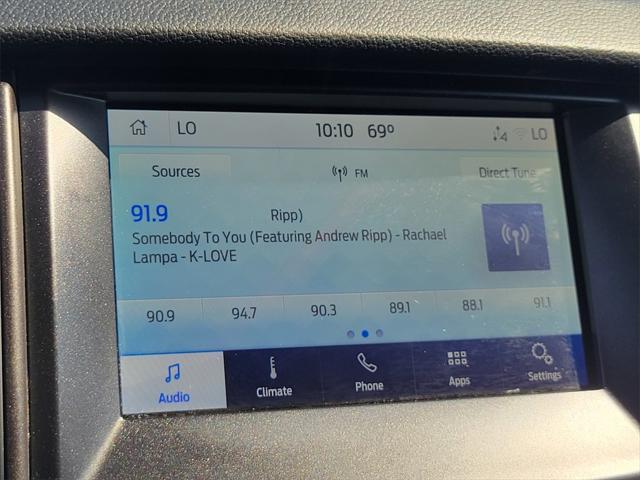 LO 10:10 69° LO
Sources FM Direct Tune
91.9 Ripp)
Somebody To You (Featuring Andrew Ripp) - Rachael
Lampa - K-LOVE
90.9 94.7 90.3 89.1 88.1 91.1
Audio Climate Phone Apps Settings